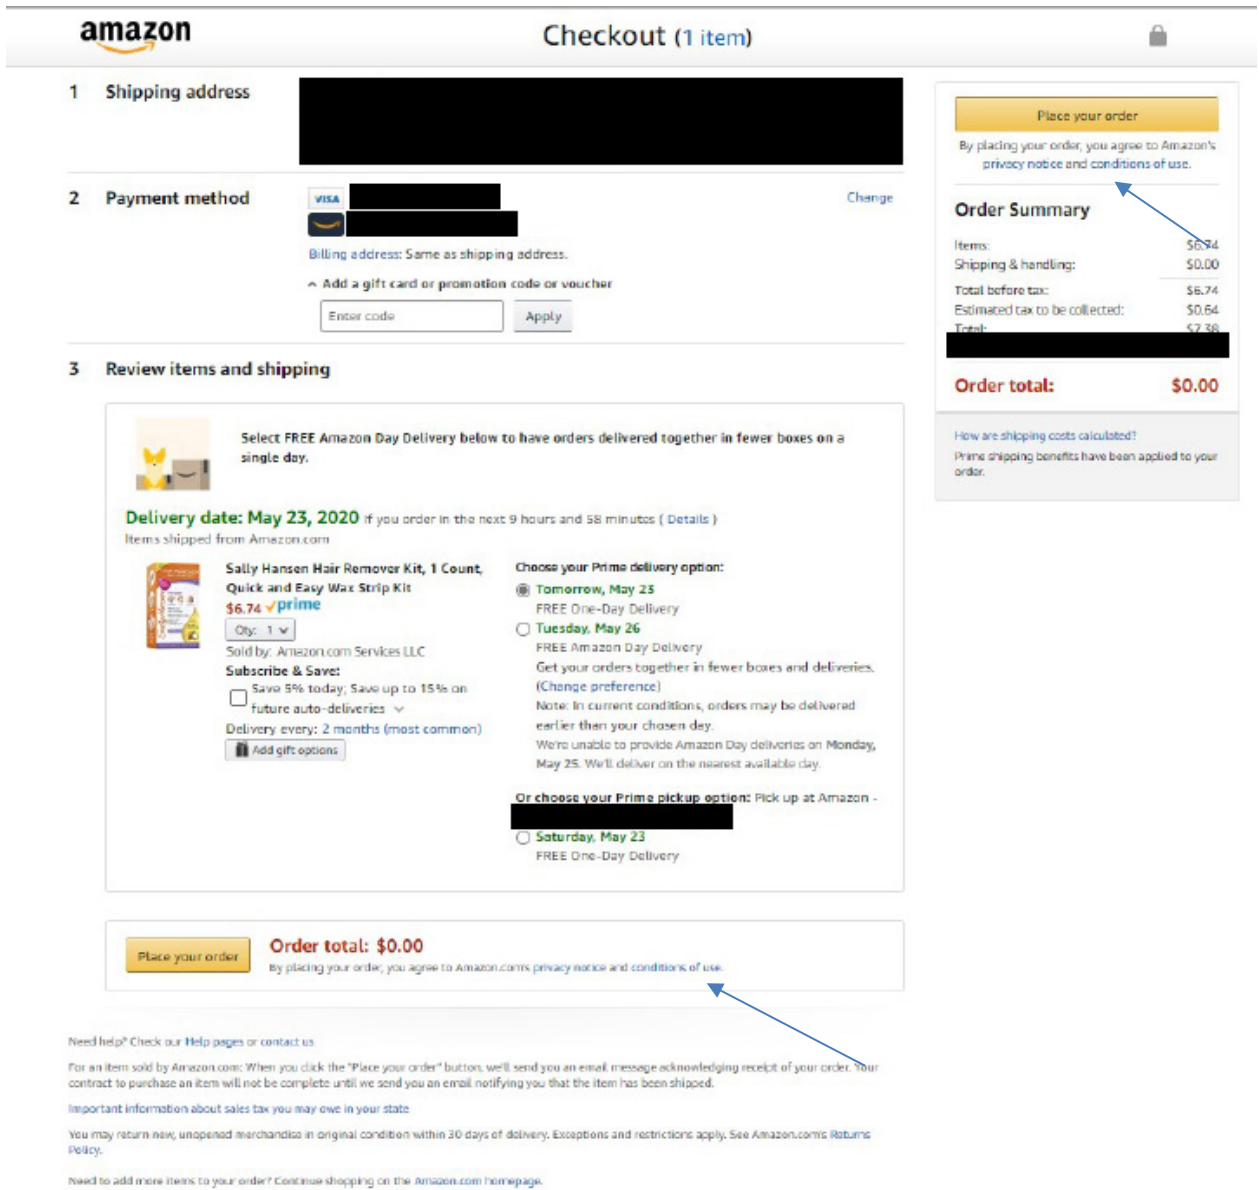 amazon
Checkout (1 item)
1 Shipping address
Place your order
By placing your order, you agree to Amazon's
privacy notice and conditions of use.
2 Payment method
VISA
Change
Billing address: Same as shipping address.
Add a gift card or promotion code or voucher
Enter code
Apply
Order Summary
Items: $6.74
Shipping & handling: $0.00
Total before tax: $6.74
Estimated tax to be collected: $0.64
Total: $7.38
Order total: $0.00
How are shipping costs calculated?
Prime shipping benefits have been applied to your
order.
3 Review items and shipping
Select FREE Amazon Day Delivery below to have orders delivered together in fewer boxes on a
single day.
Delivery date: May 23, 2020 If you order in the next 9 hours and 58 minutes ( Details )
Items shipped from Amazon.com
Sally Hansen Hair Remover Kit, 1 Count,
Quick and Easy Wax Strip Kit
$6.74 prime
Qty: 1
Sold by: Amazon.com Services LLC
Subscribe & Save:
Save 5% today; Save up to 15% on
future auto-deliveries
Delivery every: 2 months (most common)
Add gift options
Choose your Prime delivery option:
Tomorrow, May 23
FREE One-Day Delivery
Tuesday, May 26
FREE Amazon Day Delivery
Get your orders together in fewer boxes and deliveries.
(Change preference)
Note: In current conditions, orders may be delivered
earlier than your chosen day.
We're unable to provide Amazon Day deliveries on Monday,
May 25. We'll deliver on the nearest available day.
Or choose your Prime pickup option: Pick up at Amazon -
Saturday, May 23
FREE One-Day Delivery
Place your order
Order total: $0.00
By placing your order, you agree to Amazon.com's privacy notice and conditions of use.
Need help? Check our Help pages or contact us
For an item sold by Amazon.com: When you click the "Place your order" button, we'll send you an email message acknowledging receipt of your order. Your
contract to purchase an item will not be complete until we send you an email notifying you that the item has been shipped.
Important information about sales tax you may owe in your state
You may return new, unopened merchandise in original condition within 30 days of delivery. Exceptions and restrictions apply. See Amazon.com's Returns
Policy.
Need to add more items to your order? Continue shopping on the Amazon.com homepage.